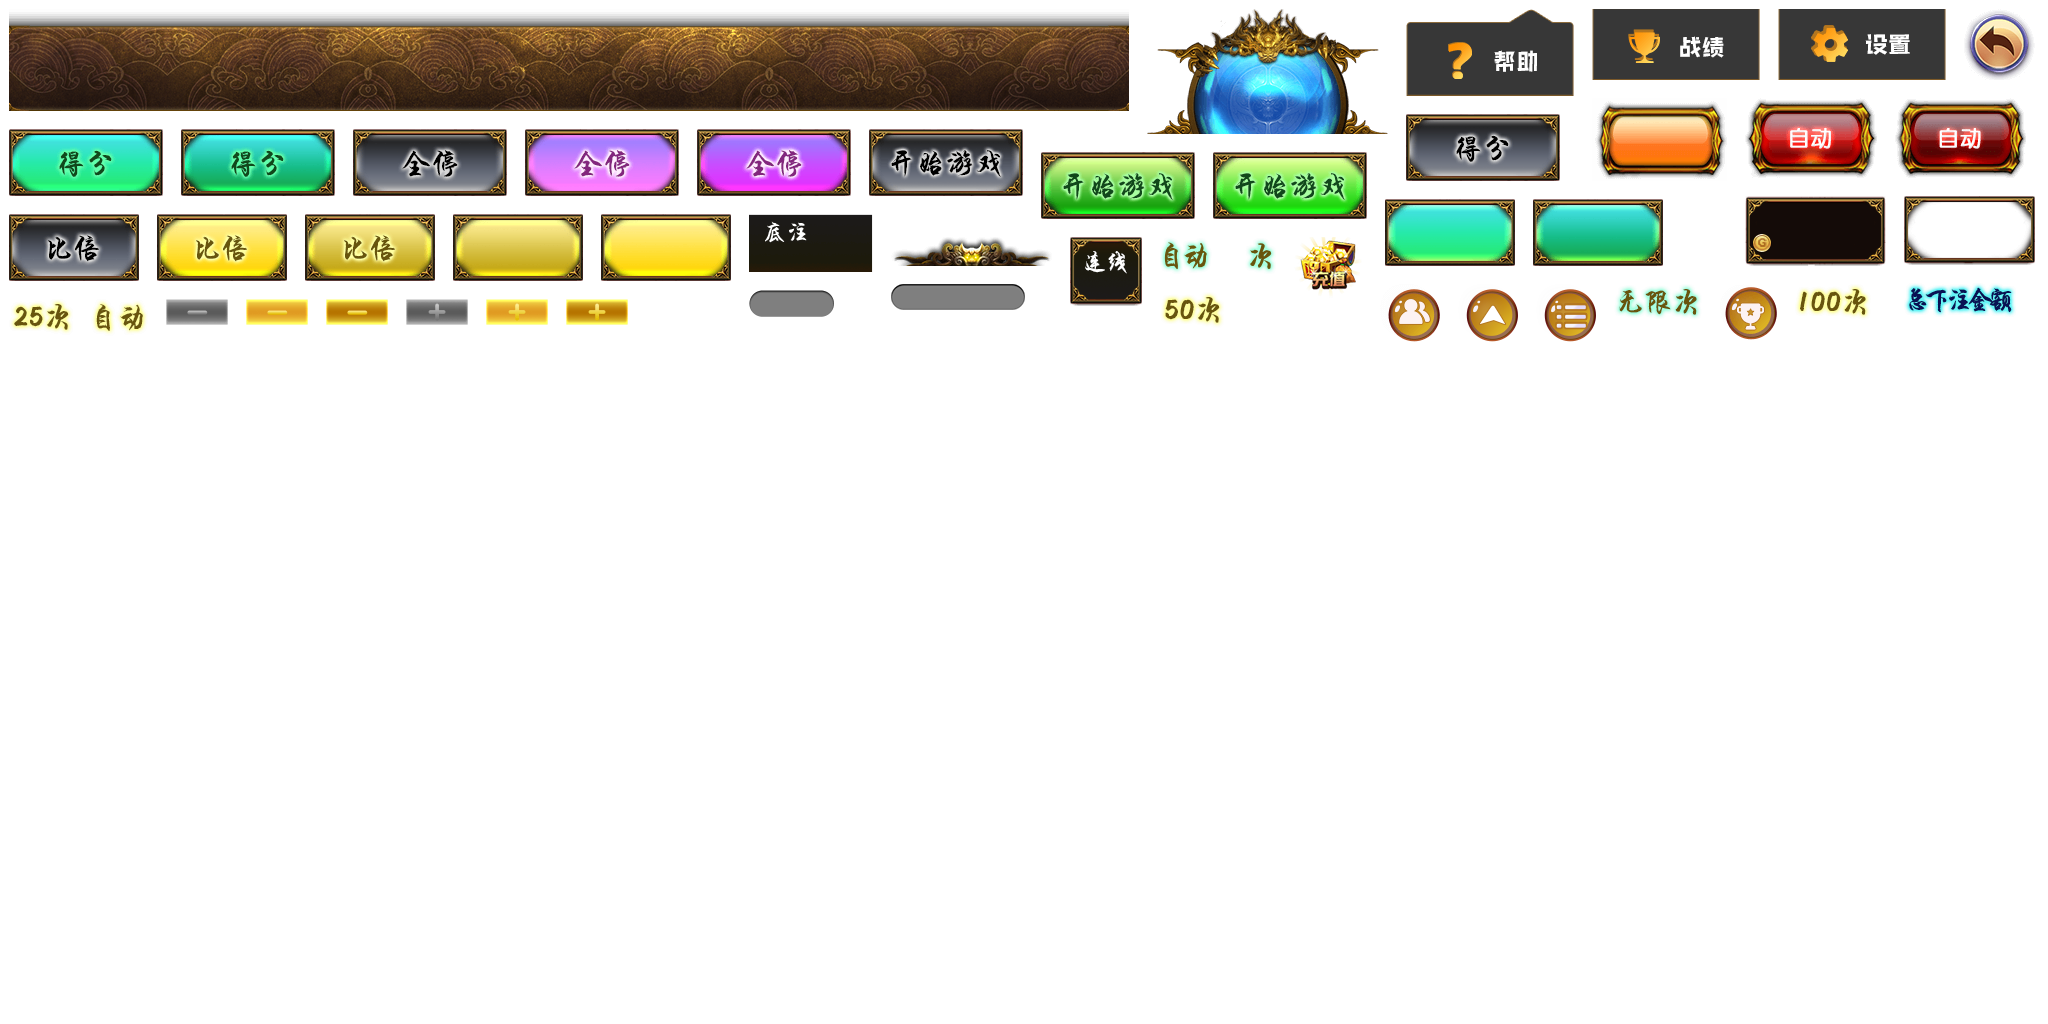 帮助
战绩
设置
得分
得分
全停
全停
全停
开始游戏
开始游戏
开始游戏
得分
自动
自动
比倍
比倍
比倍
底注
连线
自动 次
充值
25次
自动
50次
无限次
100次
总下注金额